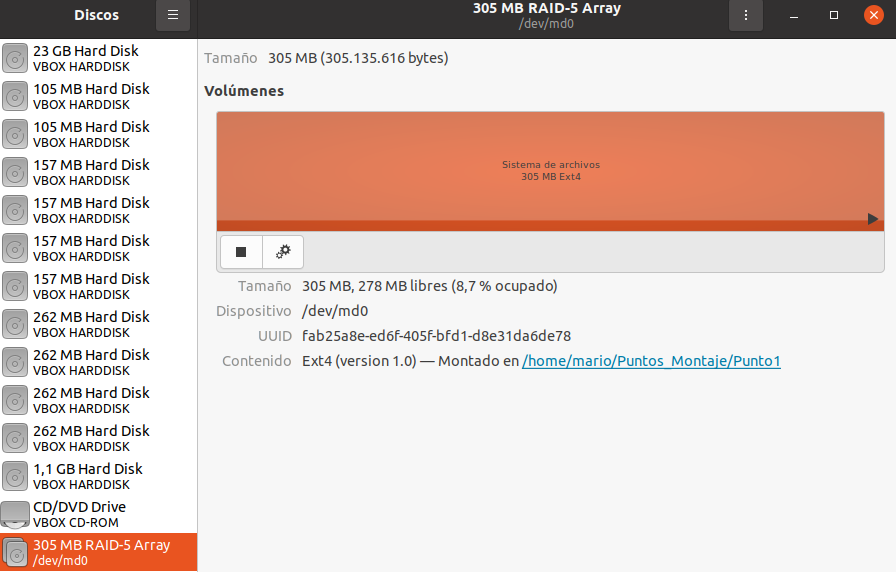 Discos
305 MB RAID-5 Array
/dev/md0
23 GB Hard Disk
VBOX HARDDISK
105 MB Hard Disk
VBOX HARDDISK
105 MB Hard Disk
VBOX HARDDISK
157 MB Hard Disk
VBOX HARDDISK
157 MB Hard Disk
VBOX HARDDISK
157 MB Hard Disk
VBOX HARDDISK
157 MB Hard Disk
VBOX HARDDISK
262 MB Hard Disk
VBOX HARDDISK
262 MB Hard Disk
VBOX HARDDISK
262 MB Hard Disk
VBOX HARDDISK
262 MB Hard Disk
VBOX HARDDISK
1,1 GB Hard Disk
VBOX HARDDISK
CD/DVD Drive
VBOX CD-ROM
305 MB RAID-5 Array
/dev/md0
Tamaño 305 MB (305.135.616 bytes)
Volúmenes
Sistema de archivos
305 MB Ext4
Tamaño 305 MB, 278 MB libres (8,7 % ocupado)
Dispositivo /dev/md0
UUID fab25a8e-ed6f-405f-bfd1-d8e31da6de78
Contenido Ext4 (version 1.0) — Montado en /home/mario/Puntos_Montaje/Punto1